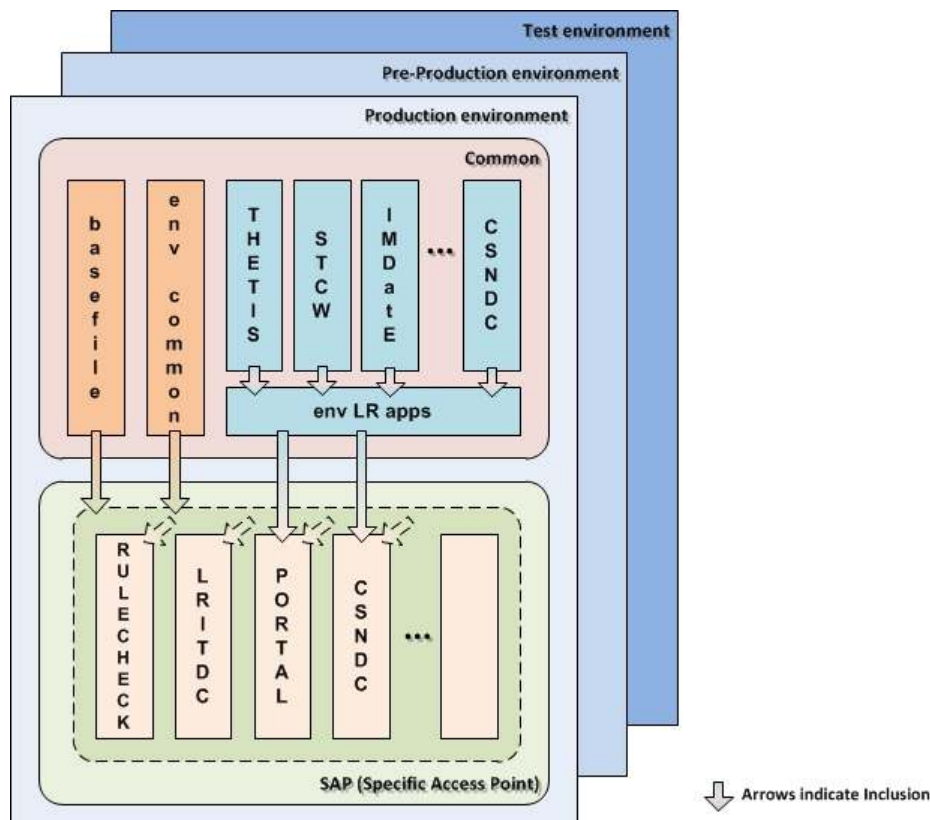 Test environment
Pre-Production environment
Production environment
Common
basefile
env common
THETIS
STCW
IMDatE
...
CSNDC
env LR apps
RULECHECK
LRITDC
PORTAL
CSNDC
...
SAP (Specific Access Point)
Arrows indicate Inclusion